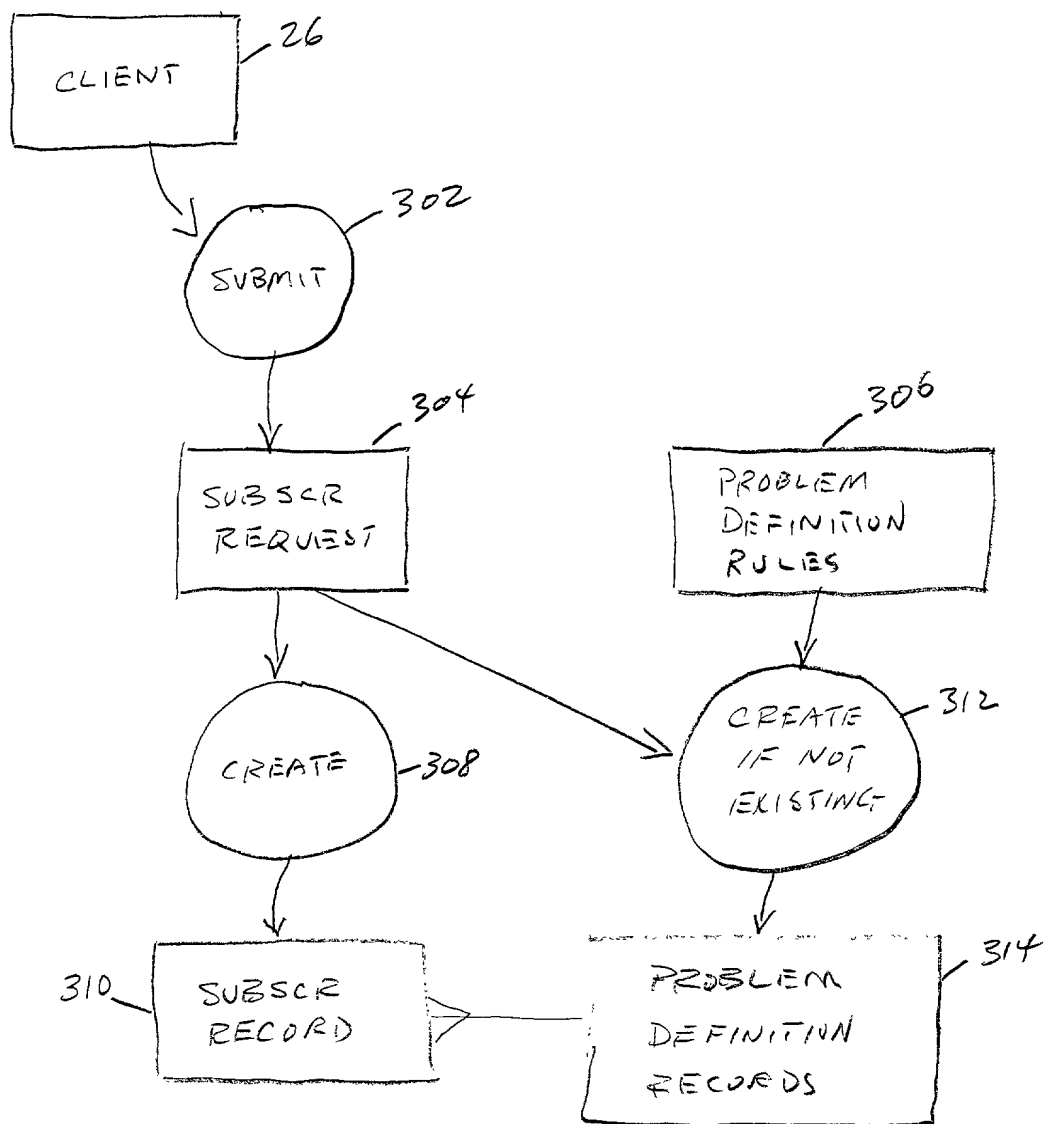 26
CLIENT
302
SUBMIT
304
SUBSCR
REQUEST
306
PROBLEM
DEFINITION
RULES
CREATE
308
312
CREATE
IF NOT
EXISTING
310
SUBSCR
RECORD
314
PROBLEM
DEFINITION
RECORDS